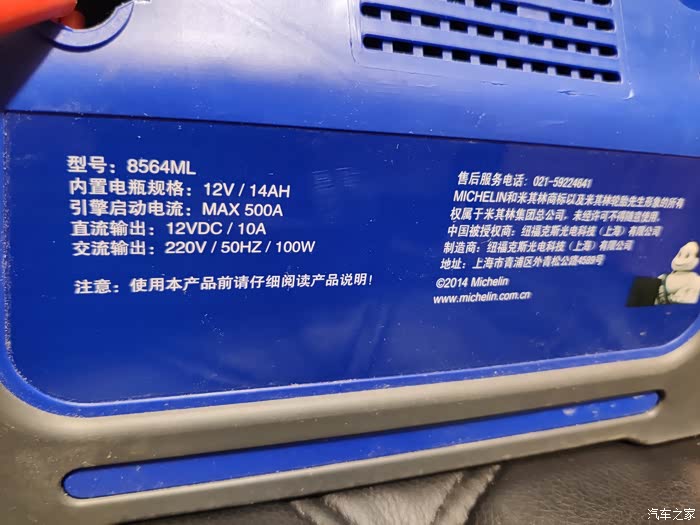 型号：8564ML
内置电瓶规格：12V / 14AH
引擎启动电流：MAX 500A
直流输出：12VDC / 10A
交流输出：220V / 50HZ / 100W
注意：使用本产品前请仔细阅读产品说明！
售后服务电话：021-59224641
MICHELIN和米其林商标以及米其林轮胎先生形象的所有
权属于米其林集团总公司，未经许可不得随意使用。
中国被授权商：纽福克斯光电科技（上海）有限公司
制造商：纽福克斯光电科技（上海）有限公司
地址：上海市青浦区外青松公路4589号
©2014 Michelin
www.michelin.com.cn
汽车之家